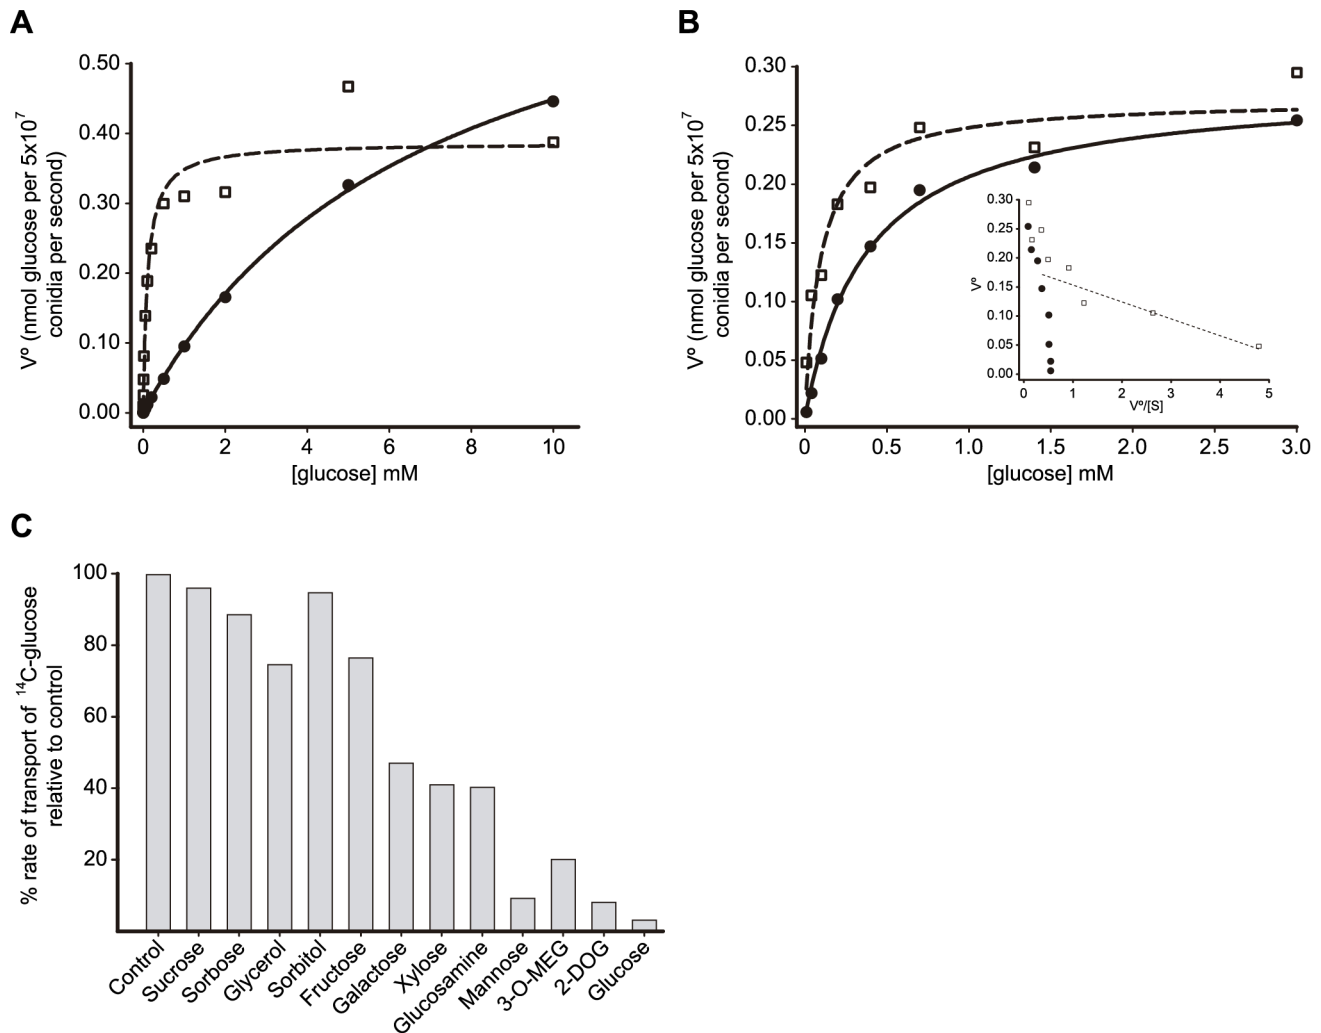 A
B
0.50
0.40
0.30
0.20
0.10
0.00
Vº (nmol glucose per 5x10⁷
conidia per second)
0 2 4 6 8 10
[glucose] mM
0.30
0.25
0.20
0.15
0.10
0.05
0.00
Vº (nmol glucose per 5x10⁷
conidia per second)
0 0.5 1.0 1.5 2.0 2.5 3.0
[glucose] mM
0.30
0.25
0.20
0.15
0.10
0.05
0.00
Vº
0 1 2 3 4 5
Vº/[S]
C
100
80
60
40
20
% rate of transport of ¹⁴C-glucose
relative to control
Control
Sucrose
Sorbose
Glycerol
Sorbitol
Fructose
Galactose
Xylose
Glucosamine
Mannose
3-O-MEG
2-DOG
Glucose